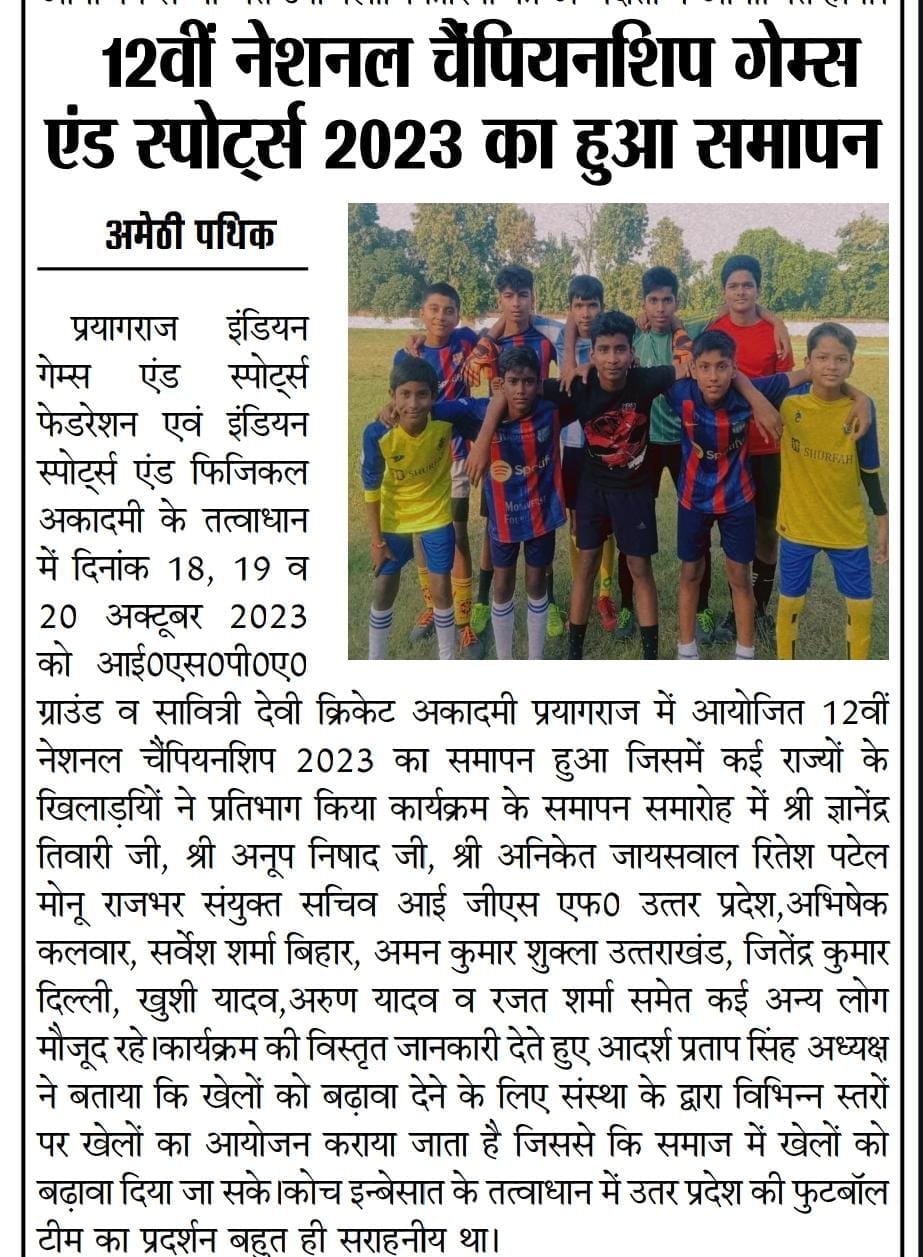 12वीं नेशनल चैंपियनशिप गेम्स
एंड स्पोर्ट्स 2023 का हुआ समापन
अमेठी पथिक
प्रयागराज इंडियन
गेम्स एंड स्पोर्ट्स
फेडरेशन एवं इंडियन
स्पोर्ट्स एंड फिजिकल
अकादमी के तत्वाधान
में दिनांक 18, 19 व
20 अक्टूबर 2023
को आई0एस0पी0ए0
ग्राउंड व सावित्री देवी क्रिकेट अकादमी प्रयागराज में आयोजित 12वीं
नेशनल चैंपियनशिप 2023 का समापन हुआ जिसमें कई राज्यों के
खिलाड़ियों ने प्रतिभाग किया कार्यक्रम के समापन समारोह में श्री ज्ञानेंद्र
तिवारी जी, श्री अनूप निषाद जी, श्री अनिकेत जायसवाल रितेश पटेल
मोनू राजभर संयुक्त सचिव आई जीएस एफ0 उत्तर प्रदेश,अभिषेक
कलवार, सर्वेश शर्मा बिहार, अमन कुमार शुक्ला उत्तराखंड, जितेंद्र कुमार
दिल्ली, खुशी यादव,अरुण यादव व रजत शर्मा समेत कई अन्य लोग
मौजूद रहे।कार्यक्रम की विस्तृत जानकारी देते हुए आदर्श प्रताप सिंह अध्यक्ष
ने बताया कि खेलों को बढ़ावा देने के लिए संस्था के द्वारा विभिन्न स्तरों
पर खेलों का आयोजन कराया जाता है जिससे कि समाज में खेलों को
बढ़ावा दिया जा सके।कोच इन्बेसात के तत्वाधान में उतर प्रदेश की फुटबॉल
टीम का प्रदर्शन बहुत ही सराहनीय था।
SHURFAH